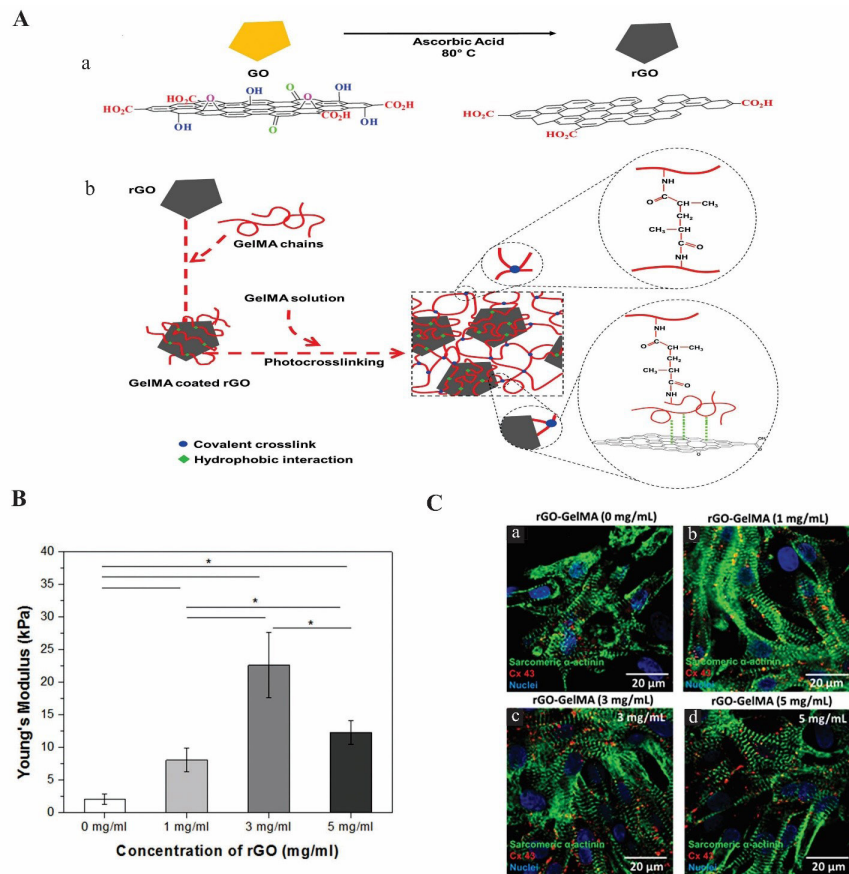 A
a
GO
Ascorbic Acid
80° C
rGO
HO₂C
OH
O
O
O
OH
CO₂H
HO₂C
OH
O
CO₂H
OH
CO₂H
HO₂C
HO₂C
b
rGO
GelMA chains
GelMA solution
GelMA coated rGO
Photocrosslinking
Covalent crosslink
Hydrophobic interaction
NH
O
CH₃
CH₂
CH₃
O
NH
NH
O
CH₃
CH₂
CH₃
O
NH
B
Young's Modulus (kPa)
40
35
30
25
20
15
10
5
0
*
*
*
0 mg/ml
1 mg/ml
3 mg/ml
5 mg/ml
Concentration of rGO (mg/ml)
C
rGO-GelMA (0 mg/mL)
a
Sarcomeric α-actinin
Cx 43
Nuclei
20 μm
rGO-GelMA (1 mg/mL)
b
Sarcomeric α-actinin
Cx 43
Nuclei
20 μm
rGO-GelMA (3 mg/mL)
c
3 mg/mL
Sarcomeric α-actinin
Cx 43
Nuclei
20 μm
rGO-GelMA (5 mg/mL)
d
5 mg/mL
Sarcomeric α-actinin
Cx 43
Nuclei
20 μm